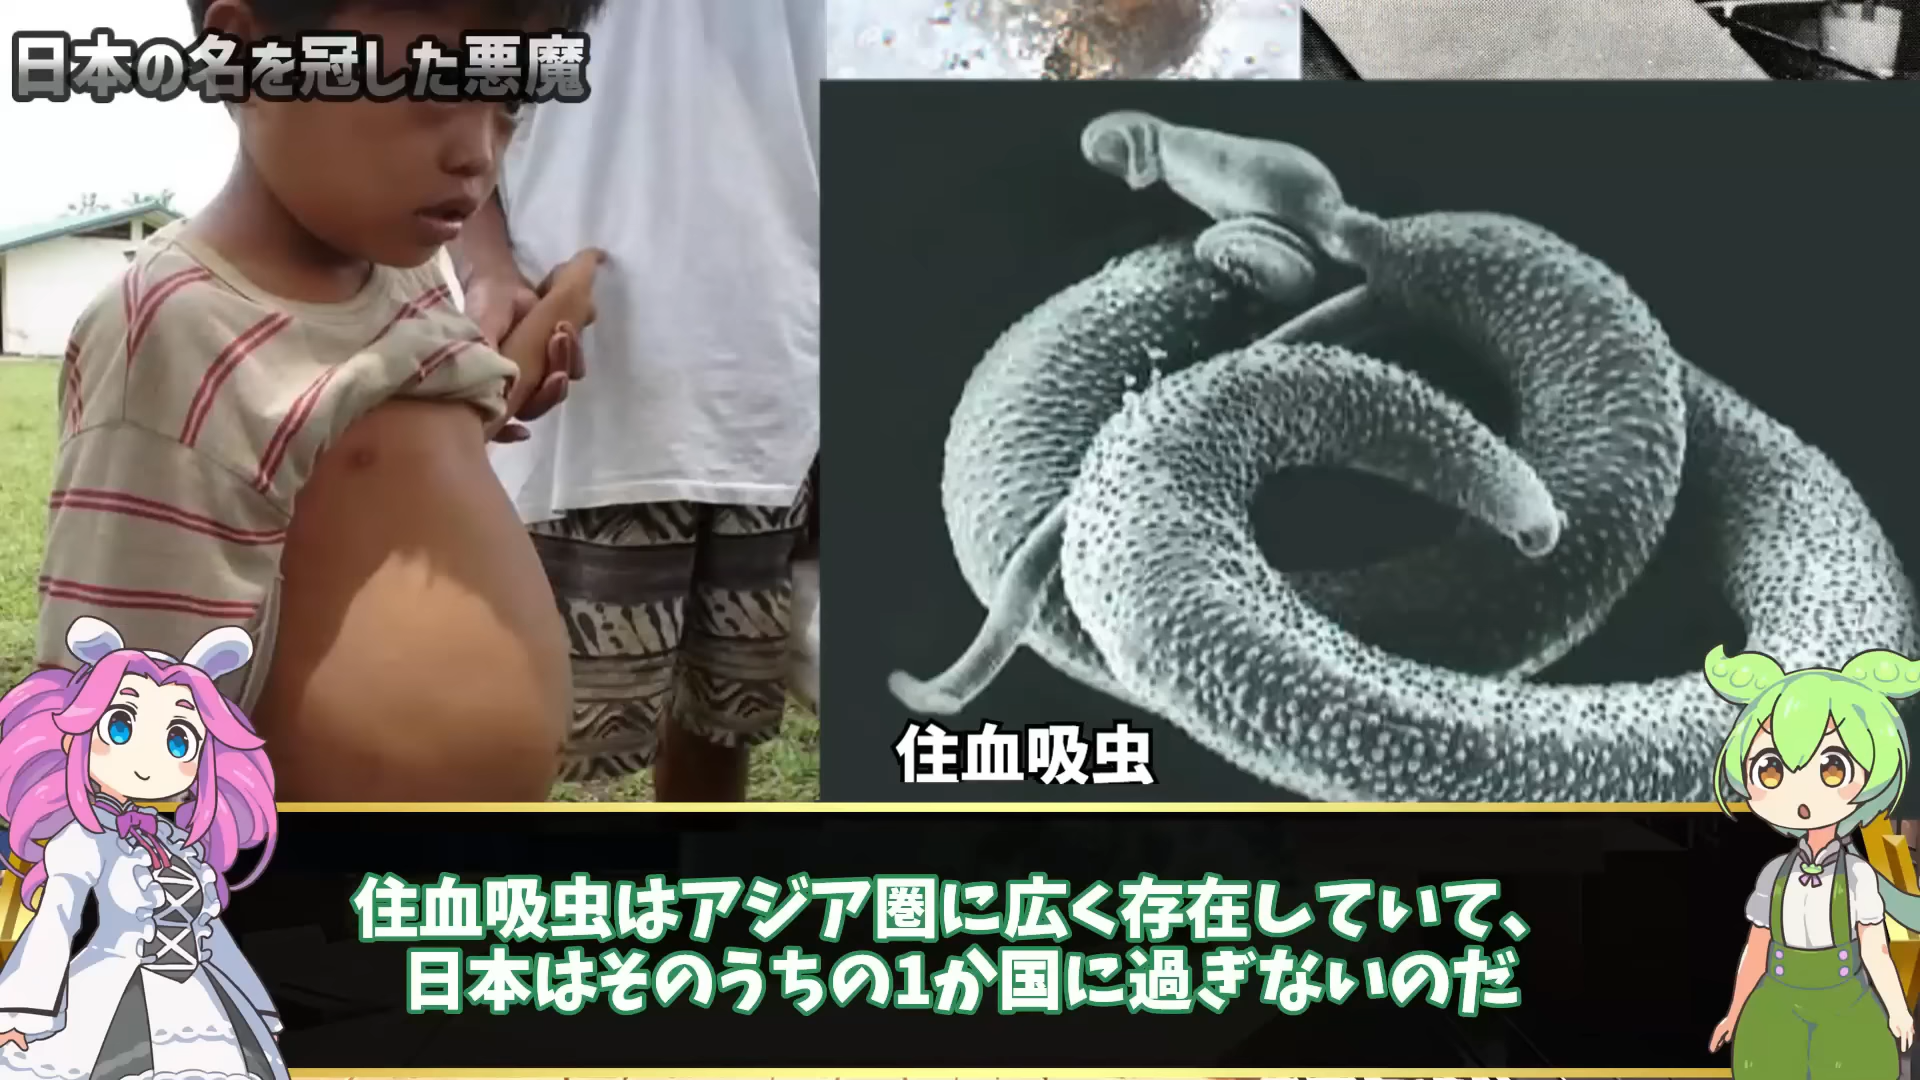 日本の名を冠した悪魔
住血吸虫
住血吸虫はアジア圏に広く存在していて、
日本はそのうちの1か国に過ぎないのだ